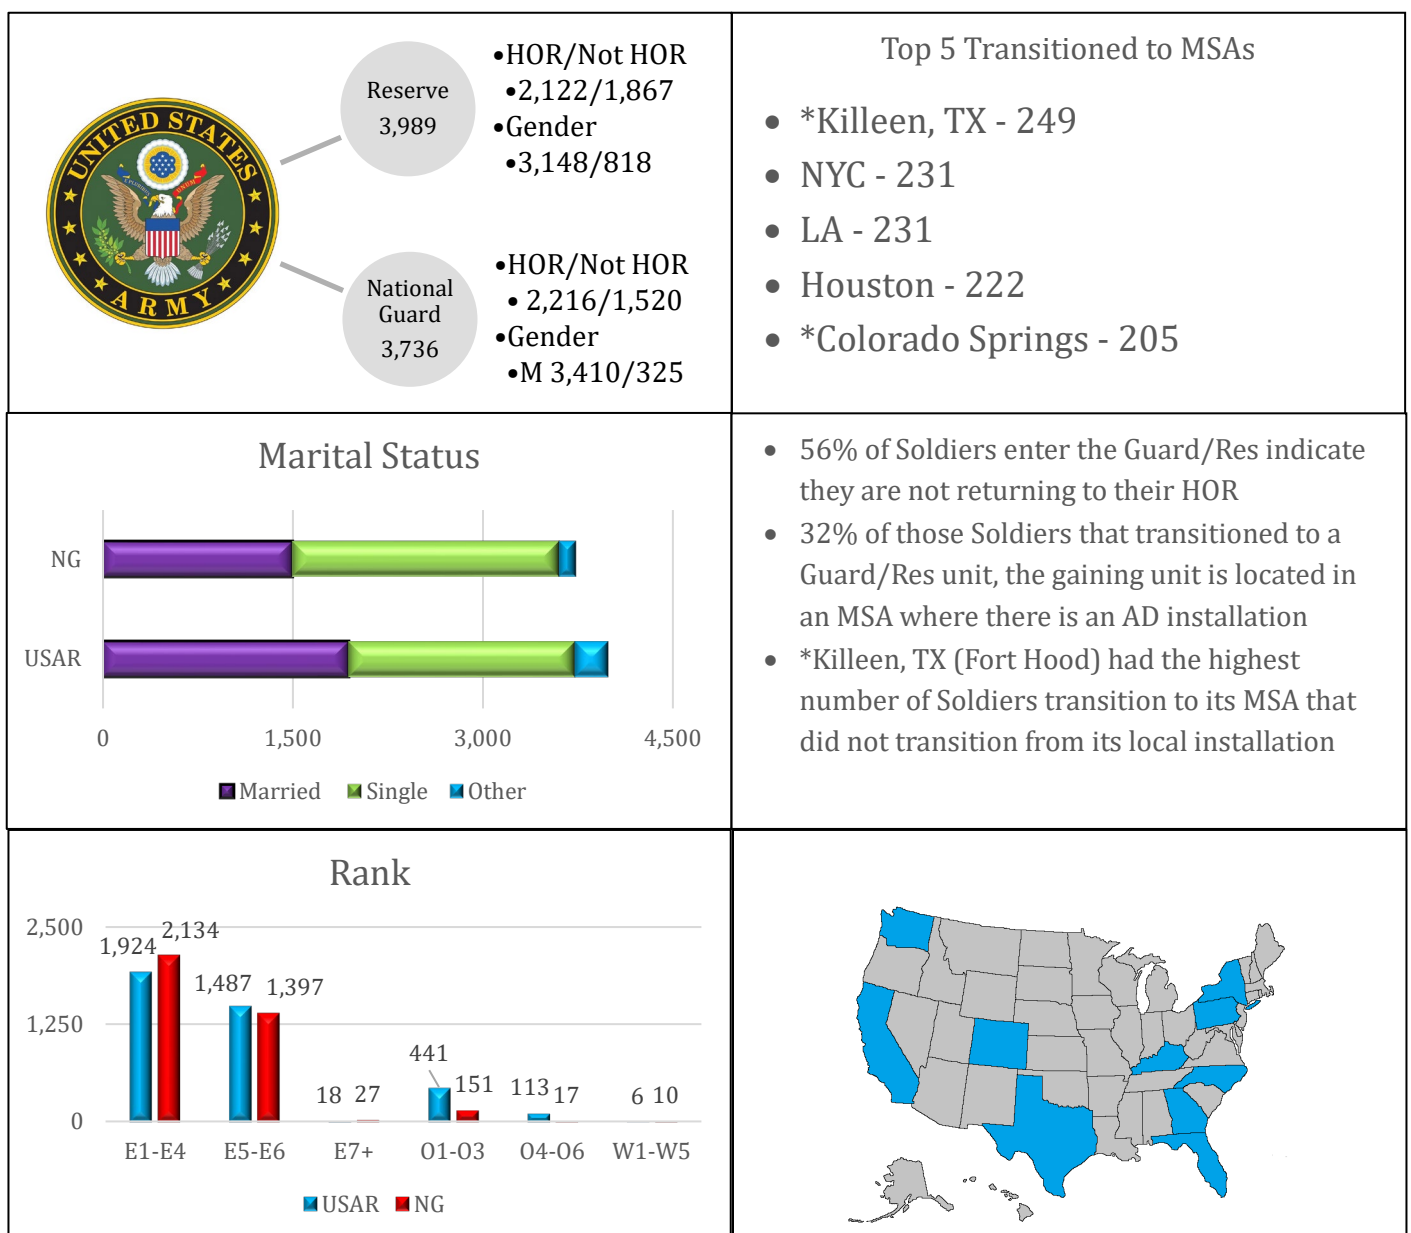 UNITED STATES
ARMY
Reserve
3,989
•HOR/Not HOR
•2,122/1,867
•Gender
•3,148/818
National
Guard
3,736
•HOR/Not HOR
• 2,216/1,520
•Gender
•M 3,410/325
Top 5 Transitioned to MSAs
• *Killeen, TX - 249
• NYC - 231
• LA - 231
• Houston - 222
• *Colorado Springs - 205
Marital Status
NG
USAR
0 1,500 3,000 4,500
Married Single Other
• 56% of Soldiers enter the Guard/Res indicate
they are not returning to their HOR
• 32% of those Soldiers that transitioned to a
Guard/Res unit, the gaining unit is located in
an MSA where there is an AD installation
• *Killeen, TX (Fort Hood) had the highest
number of Soldiers transition to its MSA that
did not transition from its local installation
Rank
2,500
1,250
0
1,924 2,134
1,487 1,397
18 27
441 151
113 17
6 10
E1-E4 E5-E6 E7+ O1-O3 O4-O6 W1-W5
USAR NG